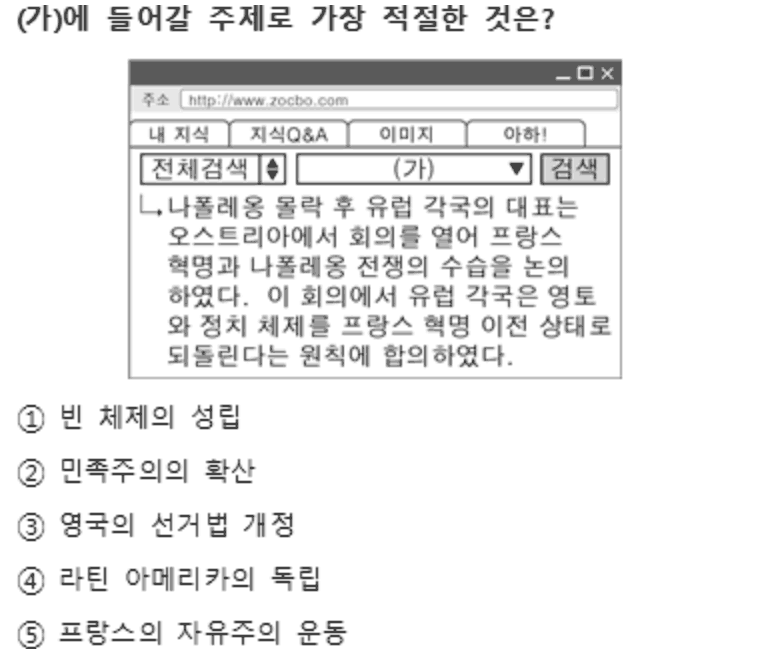 (가)에 들어갈 주제로 가장 적절한 것은?
주소 http://www.zocbo.com
내 지식 지식Q&A 이미지 아하!
전체검색 (가) 검색
나폴레옹 몰락 후 유럽 각국의 대표는
오스트리아에서 회의를 열어 프랑스
혁명과 나폴레옹 전쟁의 수습을 논의
하였다. 이 회의에서 유럽 각국은 영토
와 정치 체제를 프랑스 혁명 이전 상태로
되돌린다는 원칙에 합의하였다.
① 빈 체제의 성립
② 민족주의의 확산
③ 영국의 선거법 개정
④ 라틴 아메리카의 독립
⑤ 프랑스의 자유주의 운동